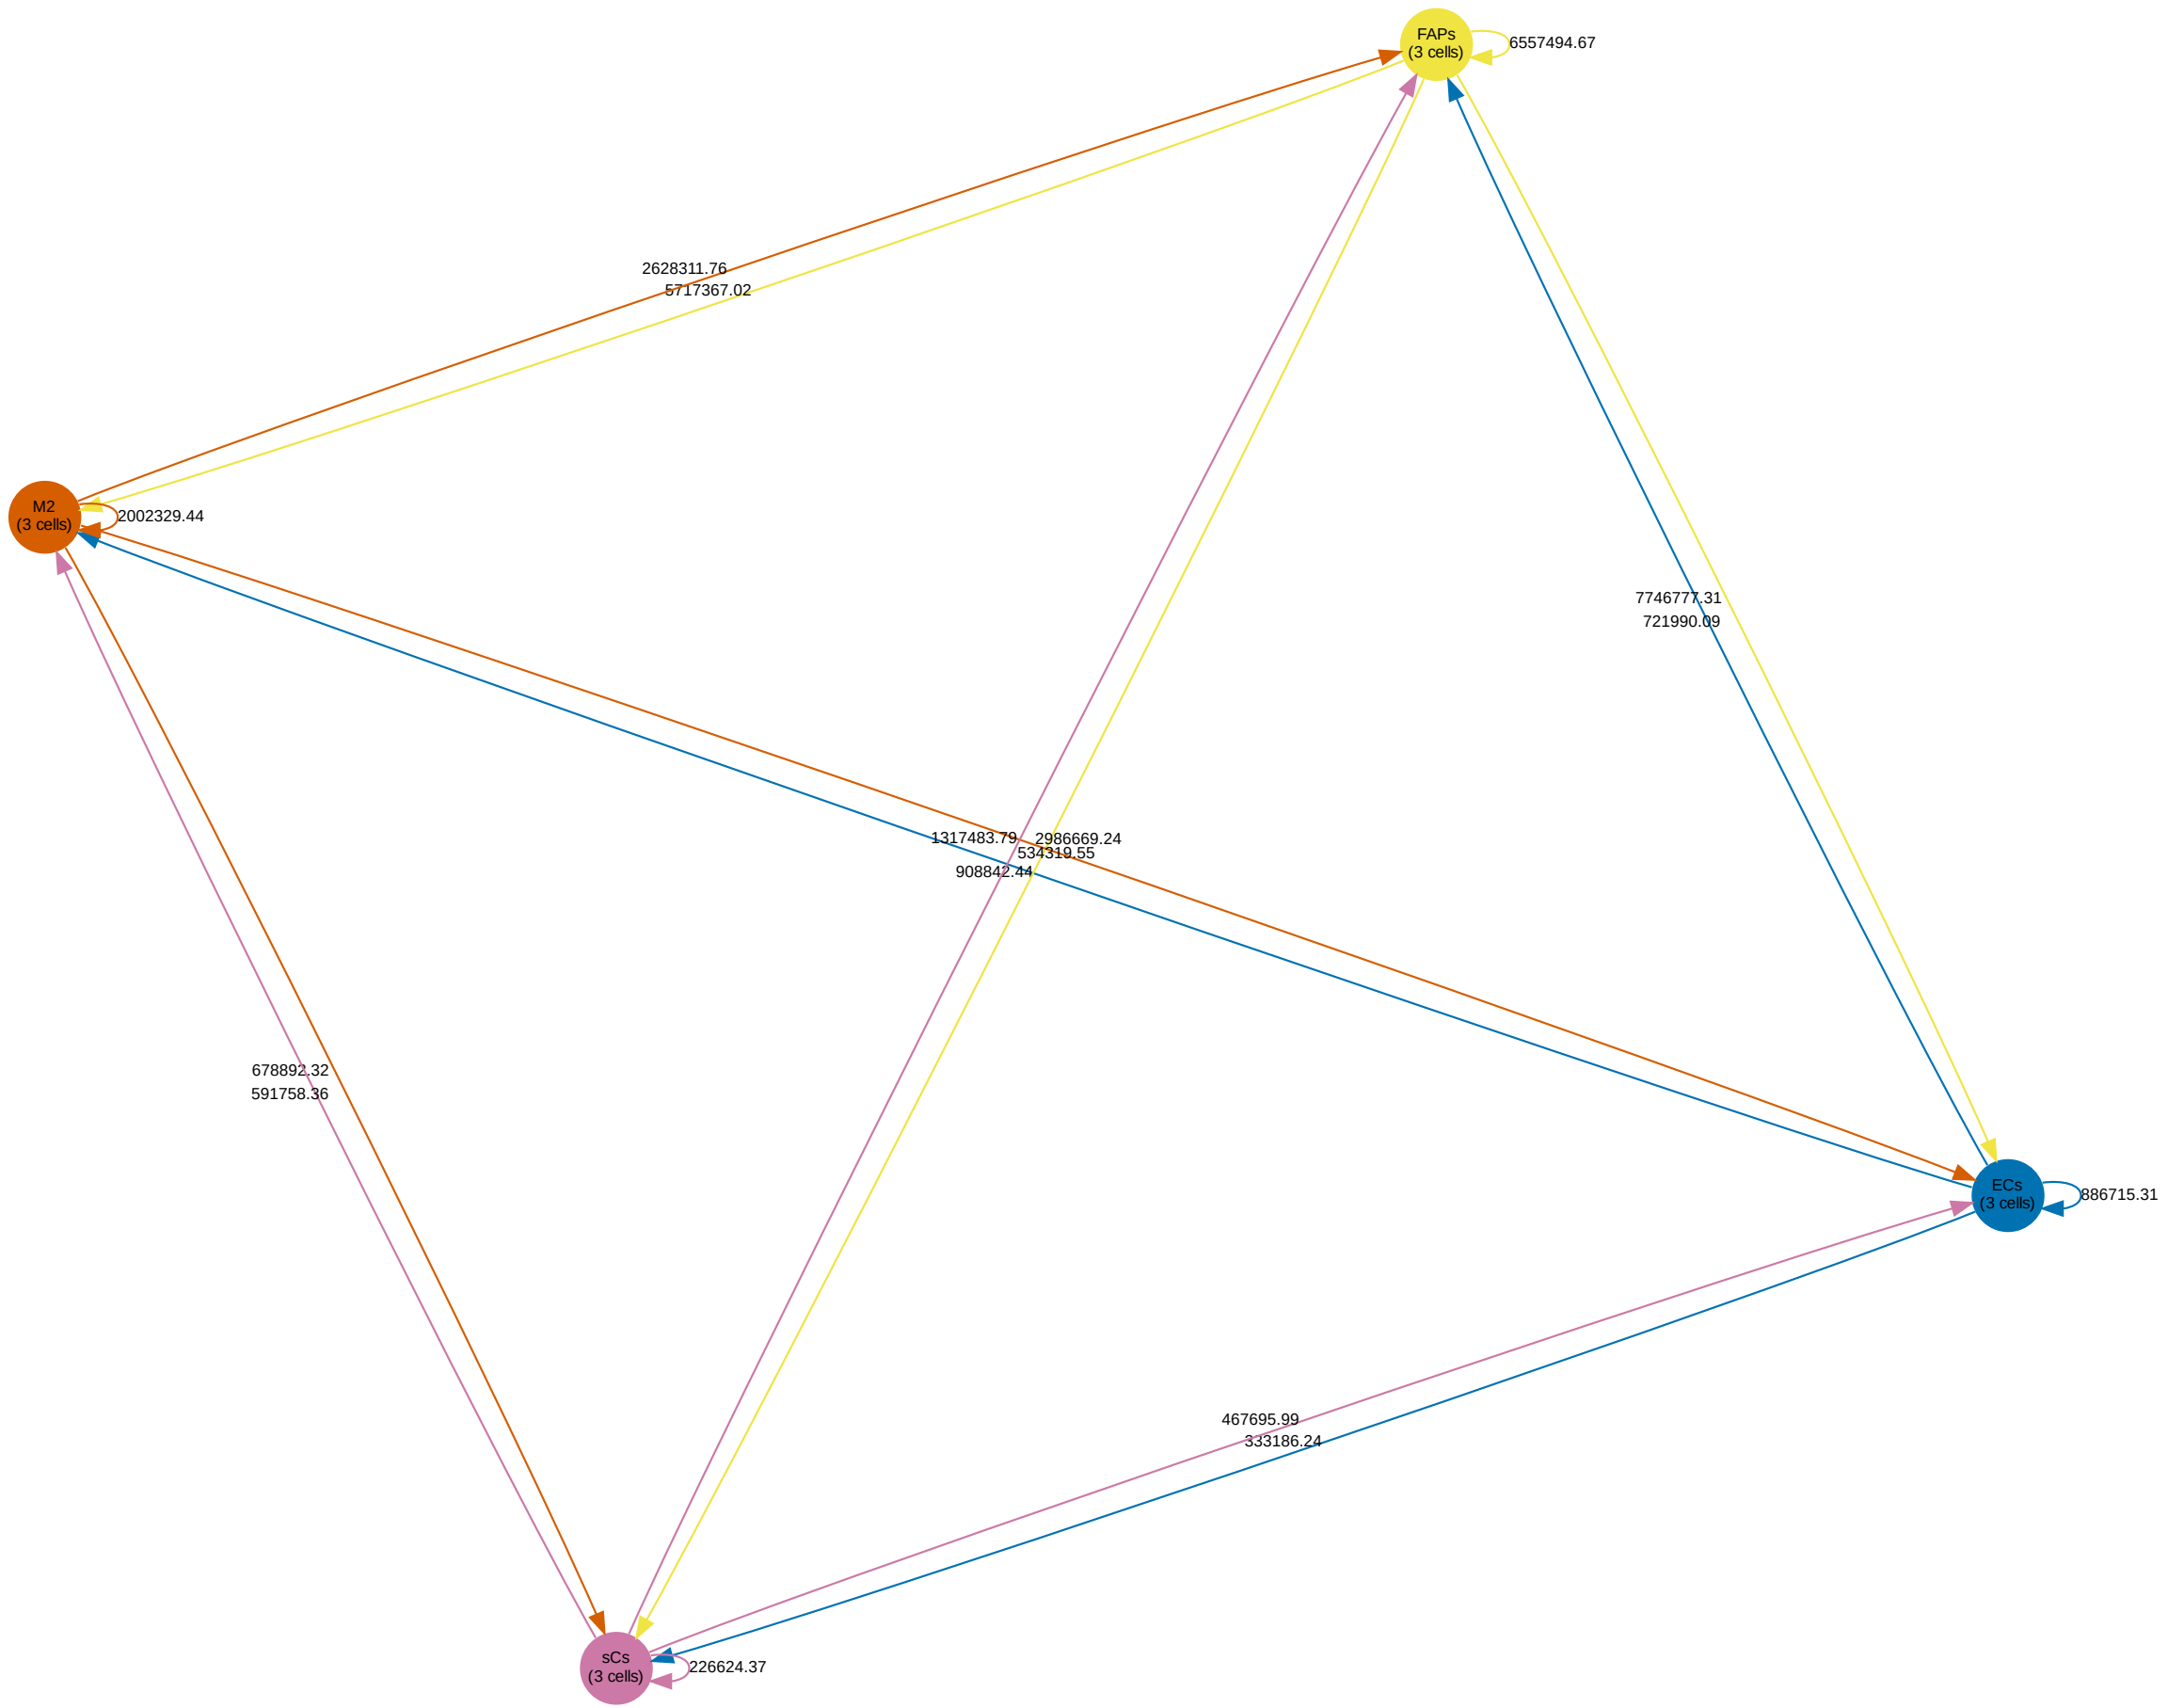 FAPs
(3 cells)
6557494.67
2628311.76
5717367.02
M2
(3 cells)
2002329.44
7746777.31
721990.09
1317483.79
2986669.24
534319.55
908842.44
678892.32
591758.36
ECs
(3 cells)
886715.31
467695.99
333186.24
sCs
(3 cells)
226624.37